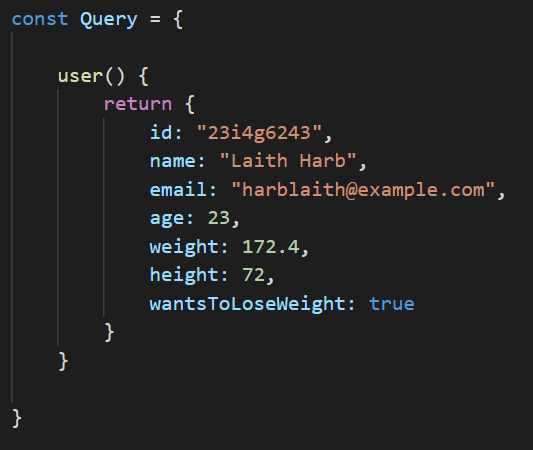 const Query = {
user() {
return {
id: "23i4g6243",
name: "Laith Harb",
email: "harblaith@example.com",
age: 23,
weight: 172.4,
height: 72,
wantsToLoseWeight: true
}
}
}